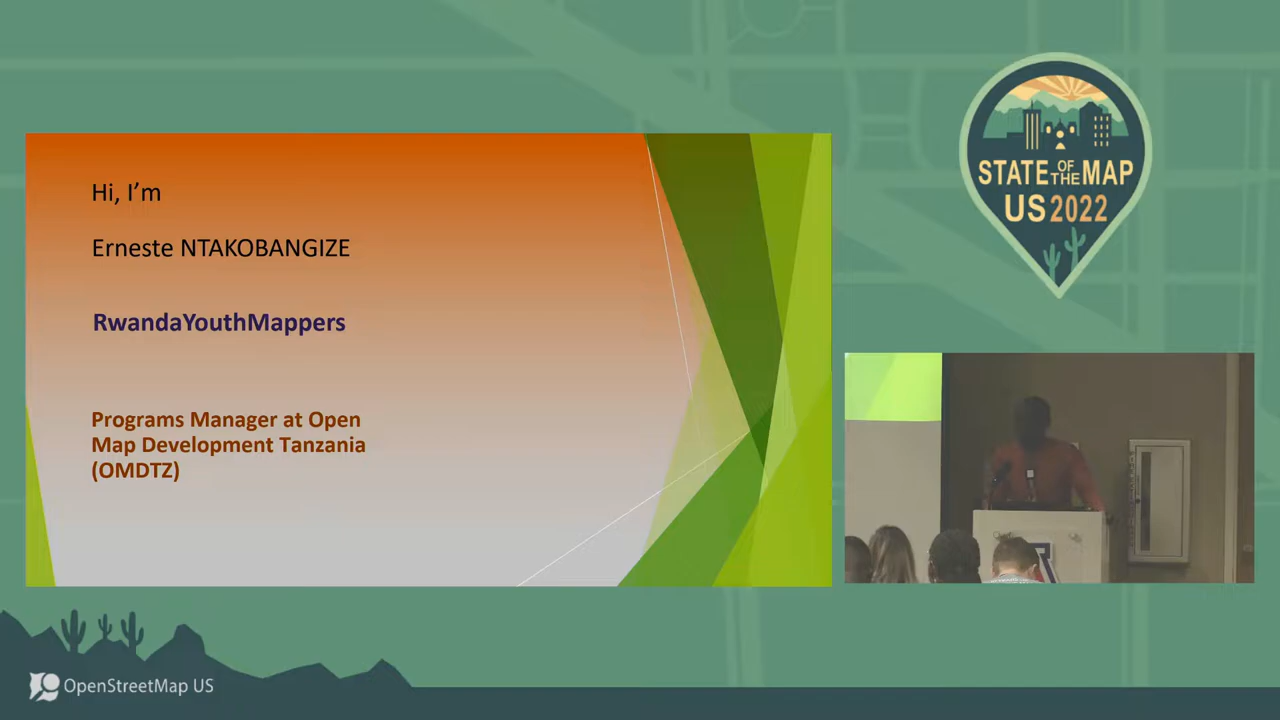 Hi, I'm
Erneste NTAKOBANGIZE
RwandaYouthMappers
Programs Manager at Open
Map Development Tanzania
(OMDTZ)
STATE OF THE MAP
US 2022
OpenStreetMap US